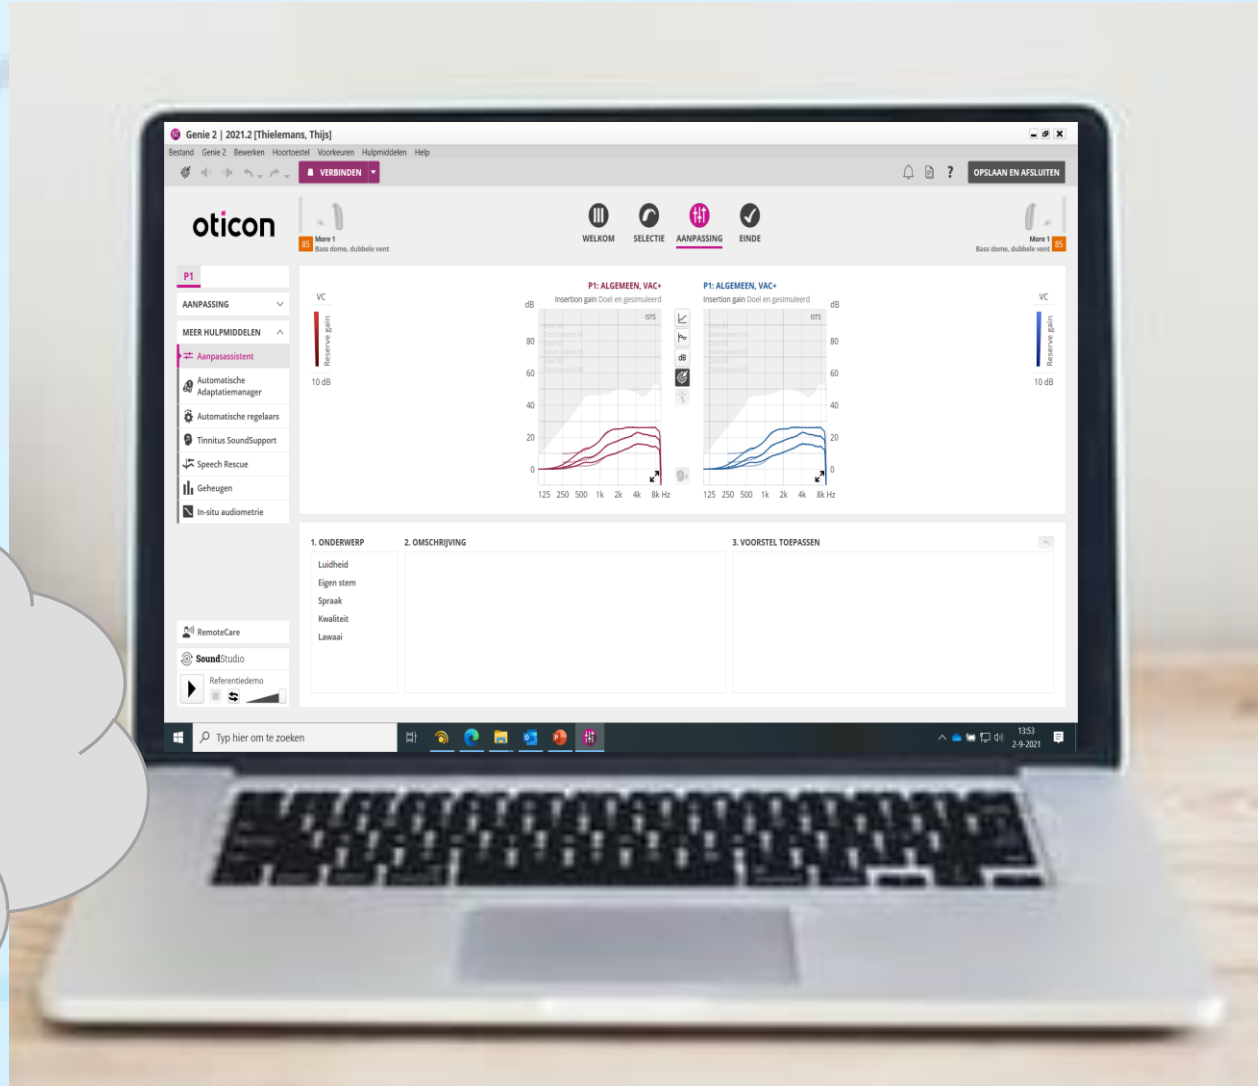 Genie 2 | 2021.2 [Thielemans, Thijs]
Bestand Genie 2 Bewerken Hoortoestel Voorkeuren Hulpmiddelen Help
VERBINDEN
? OPSLAAN EN AFSLUITEN
oticon
85 More 1
Bass dome, dubbele vent
WELKOM SELECTIE AANPASSING EINDE
More 1 85
Bass dome, dubbele vent
P1
AANPASSING
MEER HULPMIDDELEN
Aanpasassistent
Automatische
Adaptatiemanager
Automatische regelaars
Tinnitus SoundSupport
Speech Rescue
Geheugen
In-situ audiometrie
RemoteCare
SoundStudio
Referentiedemo
VC
Reserve gain
10 dB
P1: ALGEMEEN, VAC+
Insertion gain Doel en gesimuleerd
dB
ISTS
80
60
40
20
0
125 250 500 1k 2k 4k 8k Hz
dB
P1: ALGEMEEN, VAC+
Insertion gain Doel en gesimuleerd
dB
ISTS
80
60
40
20
0
125 250 500 1k 2k 4k 8k Hz
VC
Reserve gain
10 dB
1. ONDERWERP 2. OMSCHRIJVING 3. VOORSTEL TOEPASSEN
Luidheid
Eigen stem
Spraak
Kwaliteit
Lawaai
Typ hier om te zoeken
13:53
2-9-2021